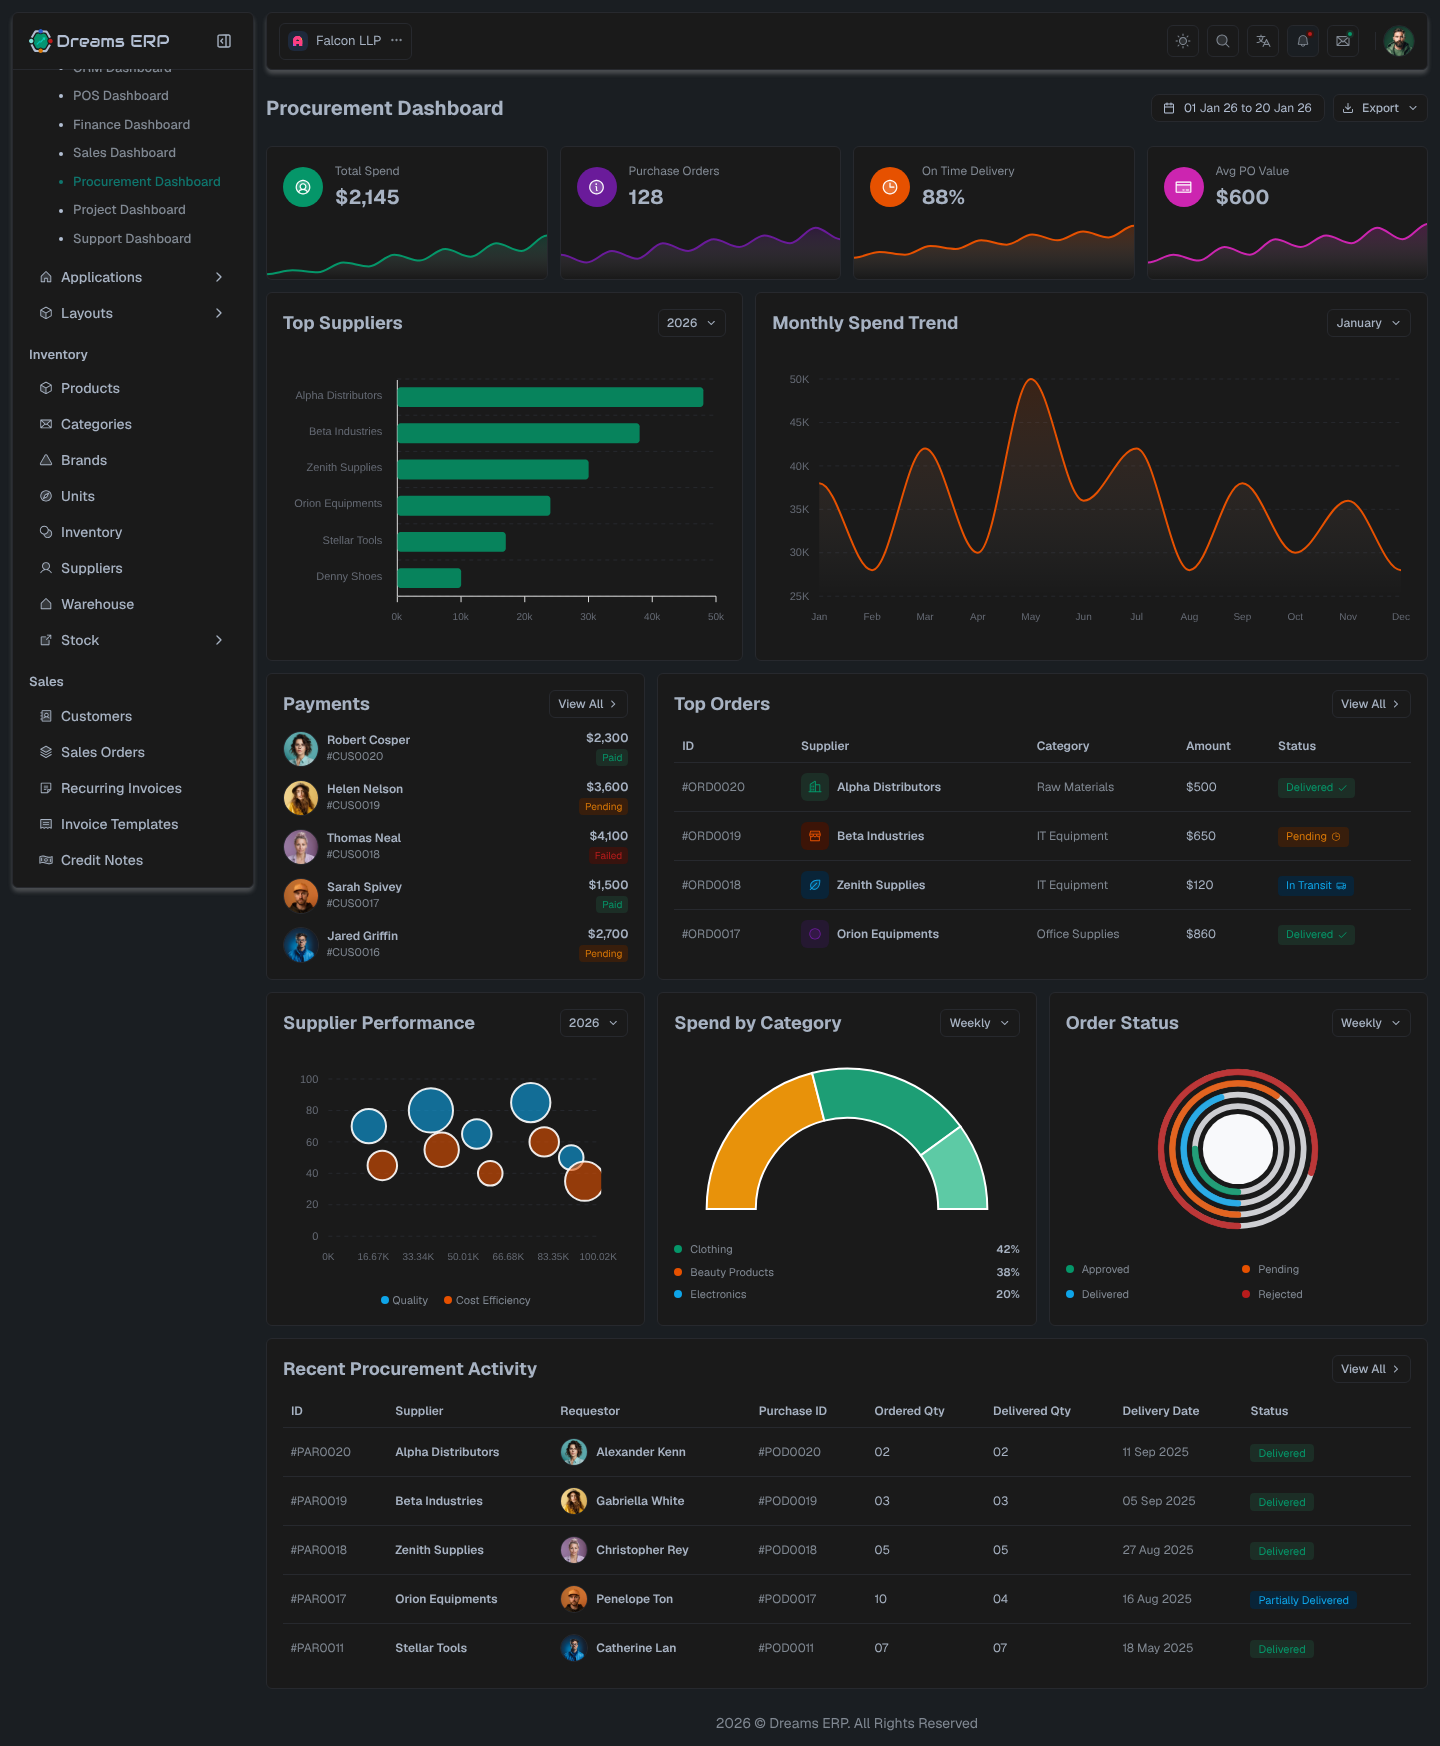 Dreams ERP
CRM Dashboard
POS Dashboard
Finance Dashboard
Sales Dashboard
Procurement Dashboard
Project Dashboard
Support Dashboard
Applications
Layouts
Inventory
Products
Categories
Brands
Units
Inventory
Suppliers
Warehouse
Stock
Sales
Customers
Sales Orders
Recurring Invoices
Invoice Templates
Credit Notes
Falcon LLP
Procurement Dashboard
01 Jan 26 to 20 Jan 26
Export
Total Spend
$2,145
Purchase Orders
128
On Time Delivery
88%
Avg PO Value
$600
Top Suppliers
2026
Alpha Distributors
Beta Industries
Zenith Supplies
Orion Equipments
Stellar Tools
Denny Shoes
0k 10k 20k 30k 40k 50k
Monthly Spend Trend
January
50K
45K
40K
35K
30K
25K
Jan Feb Mar Apr May Jun Jul Aug Sep Oct Nov Dec
Payments
View All
Robert Cosper $2,300
#CUS0020 Paid
Helen Nelson $3,600
#CUS0019 Pending
Thomas Neal $4,100
#CUS0018 Failed
Sarah Spivey $1,500
#CUS0017 Paid
Jared Griffin $2,700
#CUS0016 Pending
Top Orders
View All
ID Supplier Category Amount Status
#ORD0020 Alpha Distributors Raw Materials $500 Delivered
#ORD0019 Beta Industries IT Equipment $650 Pending
#ORD0018 Zenith Supplies IT Equipment $120 In Transit
#ORD0017 Orion Equipments Office Supplies $860 Delivered
Supplier Performance
2026
100
80
60
40
20
0
0K 16.67K 33.34K 50.01K 66.68K 83.35K 100.02K
Quality Cost Efficiency
Spend by Category
Weekly
Clothing 42%
Beauty Products 38%
Electronics 20%
Order Status
Weekly
Approved Pending
Delivered Rejected
Recent Procurement Activity
View All
ID Supplier Requestor Purchase ID Ordered Qty Delivered Qty Delivery Date Status
#PAR0020 Alpha Distributors Alexander Kenn #POD0020 02 02 11 Sep 2025 Delivered
#PAR0019 Beta Industries Gabriella White #POD0019 03 03 05 Sep 2025 Delivered
#PAR0018 Zenith Supplies Christopher Rey #POD0018 05 05 27 Aug 2025 Delivered
#PAR0017 Orion Equipments Penelope Ton #POD0017 10 04 16 Aug 2025 Partially Delivered
#PAR0011 Stellar Tools Catherine Lan #POD0011 07 07 18 May 2025 Delivered
2026 © Dreams ERP. All Rights Reserved